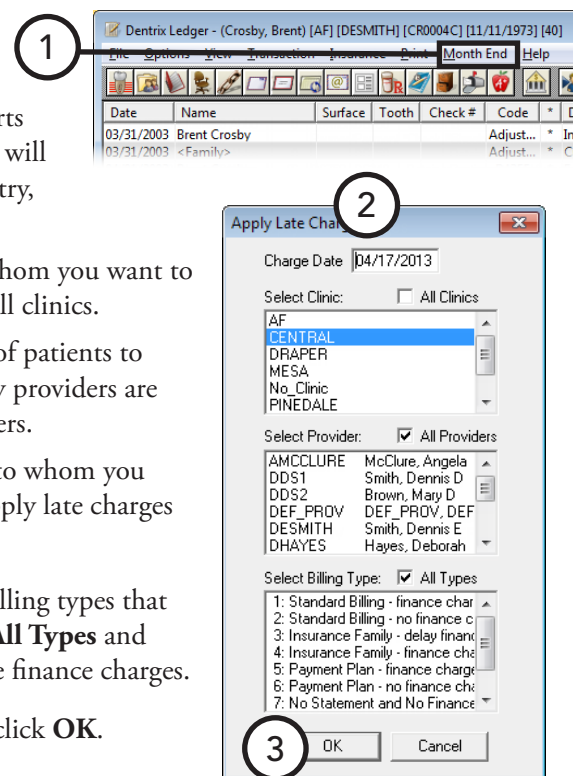 1
Dentrix Ledger - (Crosby, Brent) [AF] [DESMITH] [CR0004C] [11/11/1973] [40]
File Options View Transaction Insurance Print Month End Help
Date Name Surface Tooth Check # Code *
03/31/2003 Brent Crosby Adjust... *
03/31/2003 <Family> Adjust... *
rts
will
try,
hom you want to
ll clinics.
of patients to
y providers are
ers.
to whom you
ply late charges
lling types that
All Types and
e finance charges.
click OK.
2
Apply Late Char
Charge Date 04/17/2013
Select Clinic: All Clinics
AF
CENTRAL
DRAPER
MESA
No_Clinic
PINEDALE
Select Provider: All Providers
AMCCLURE McClure, Angela
DDS1 Smith, Dennis D
DDS2 Brown, Mary D
DEF_PROV DEF_PROV, DEF
DESMITH Smith, Dennis E
DHAYES Hayes, Deborah
Select Billing Type: All Types
1: Standard Billing - finance char
2: Standard Billing - no finance c
3: Insurance Family - delay financ
4: Insurance Family - finance cha
5: Payment Plan - finance charge
6: Payment Plan - no finance cha
7: No Statement and No Finance
3
OK Cancel